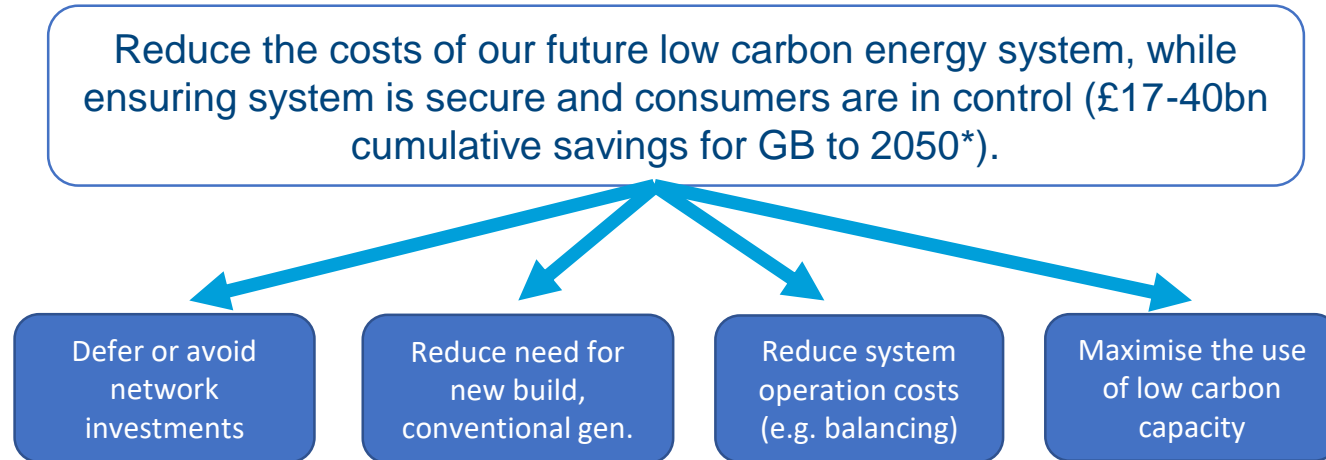 Reduce the costs of our future low carbon energy system, while
ensuring system is secure and consumers are in control (£17-40bn
cumulative savings for GB to 2050*).
Defer or avoid
network
investments
Reduce need for
new build,
conventional gen.
Reduce system
operation costs
(e.g. balancing)
Maximise the use
of low carbon
capacity